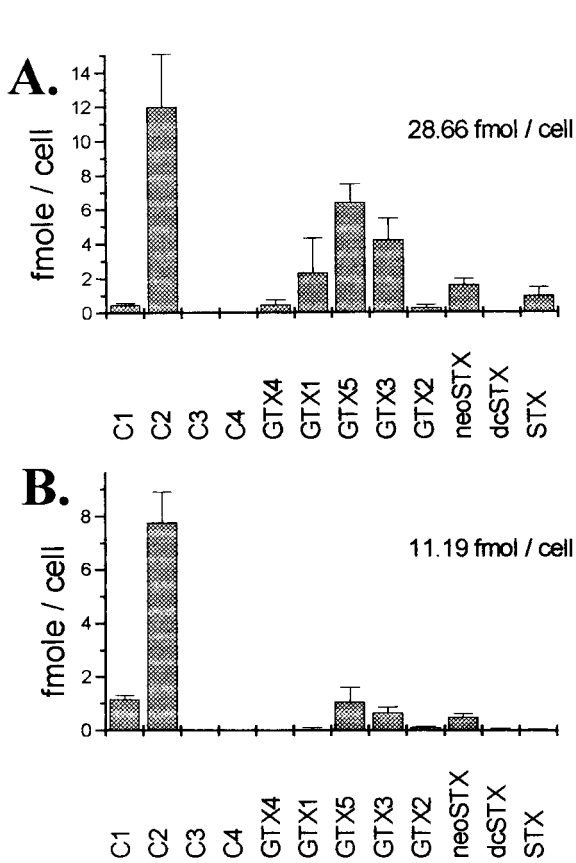 A.
14
12
10
8
6
4
2
0
fmole / cell
28.66 fmol / cell
C1
C2
C3
C4
GTX4
GTX1
GTX5
GTX3
GTX2
neoSTX
dcSTX
STX
B.
8
6
4
2
0
fmole / cell
11.19 fmol / cell
C1
C2
C3
C4
GTX4
GTX1
GTX5
GTX3
GTX2
neoSTX
dcSTX
STX